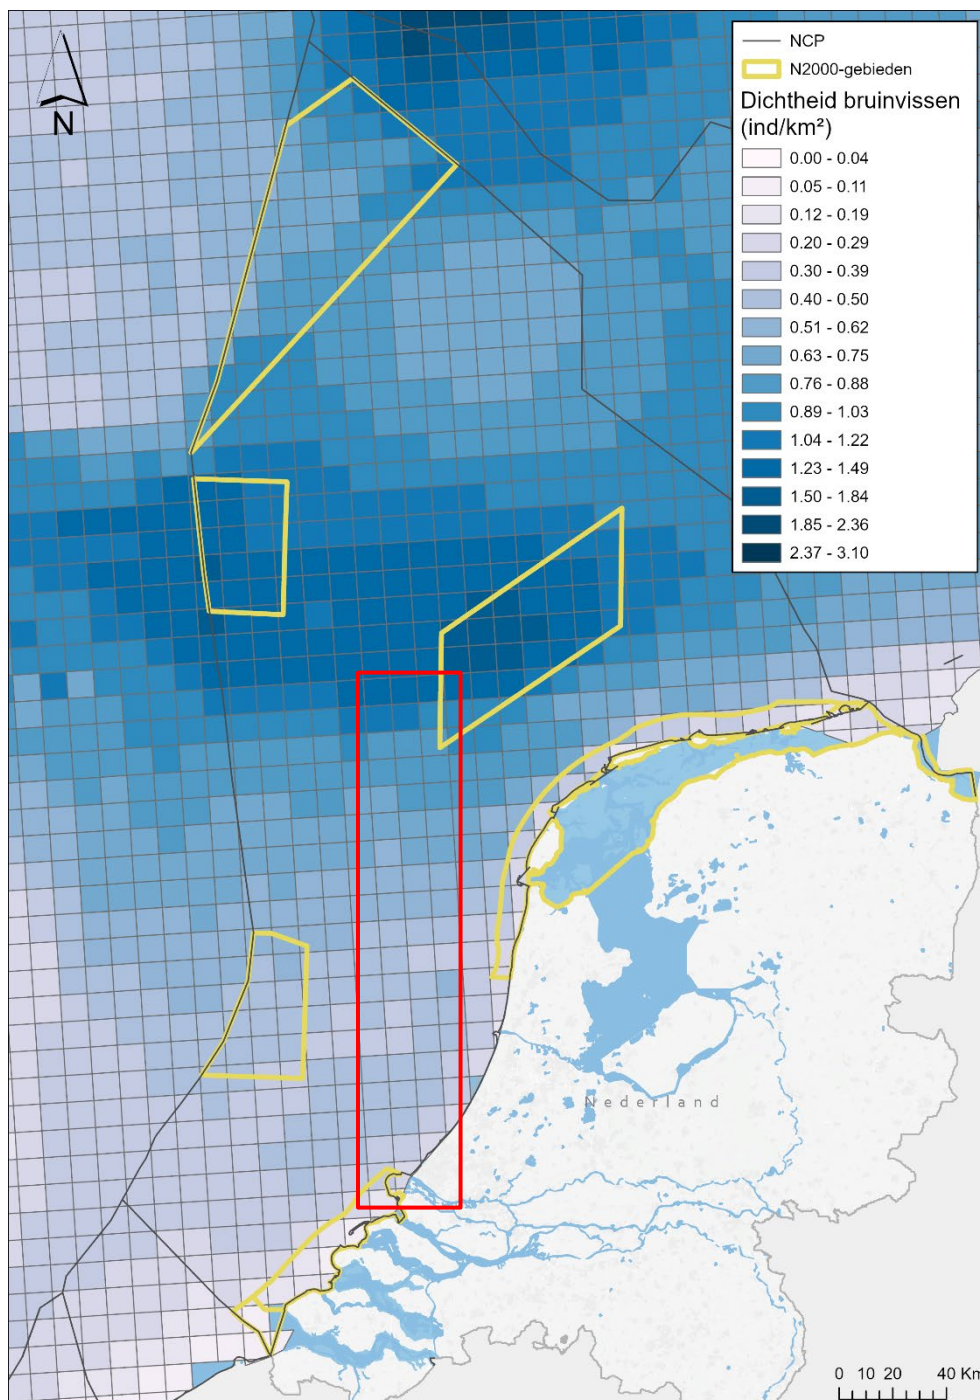 N
NCP
N2000-gebieden
Dichtheid bruinvissen
(ind/km²)
0.00 - 0.04
0.05 - 0.11
0.12 - 0.19
0.20 - 0.29
0.30 - 0.39
0.40 - 0.50
0.51 - 0.62
0.63 - 0.75
0.76 - 0.88
0.89 - 1.03
1.04 - 1.22
1.23 - 1.49
1.50 - 1.84
1.85 - 2.36
2.37 - 3.10
Nederland
0 10 20 40 Km